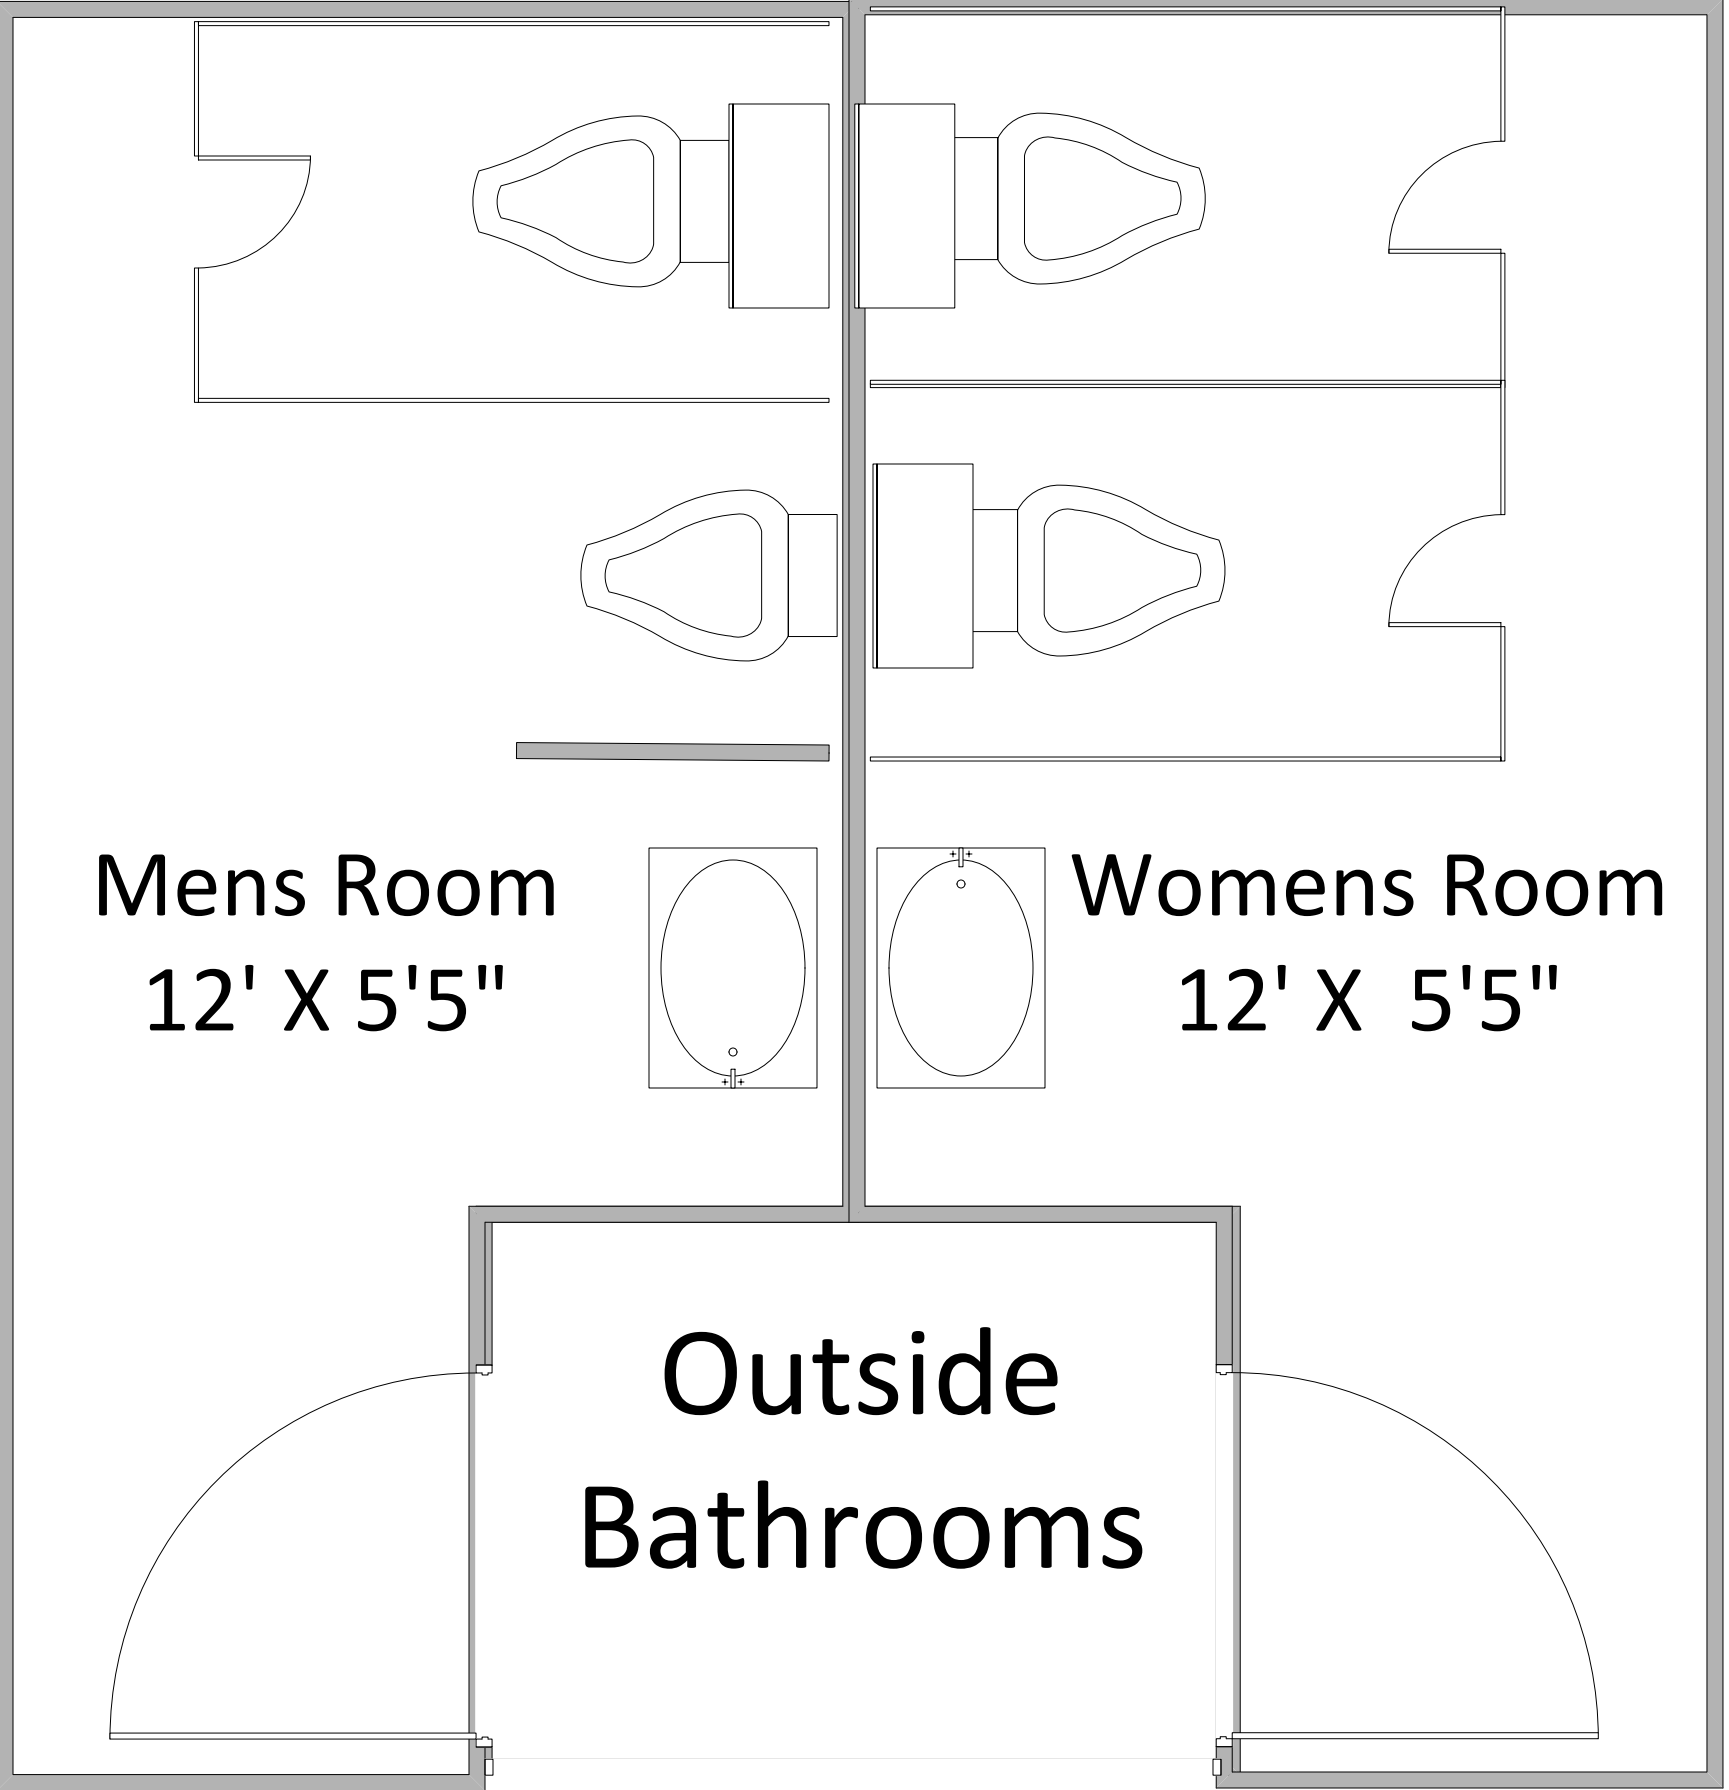 Mens Room
12' X 5'5"
Womens Room
12' X  5'5"
Outside
Bathrooms